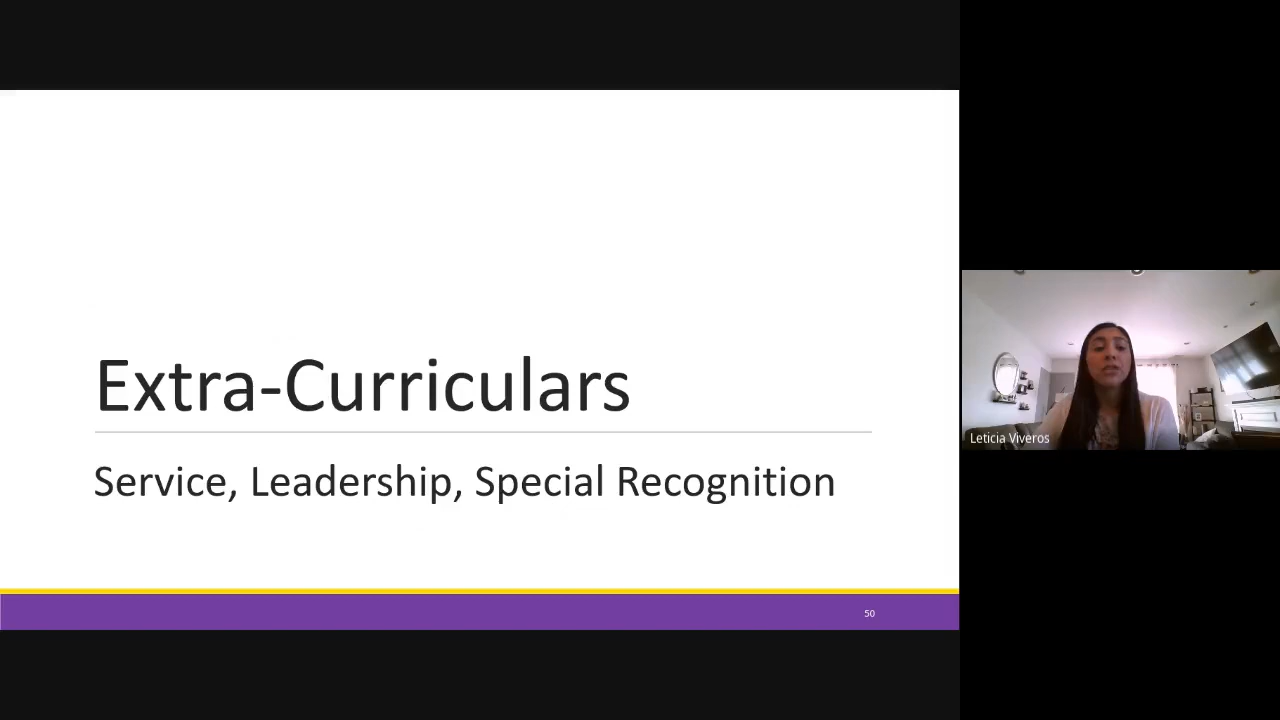 Extra-Curriculars
Service, Leadership, Special Recognition
50
Leticia Viveros